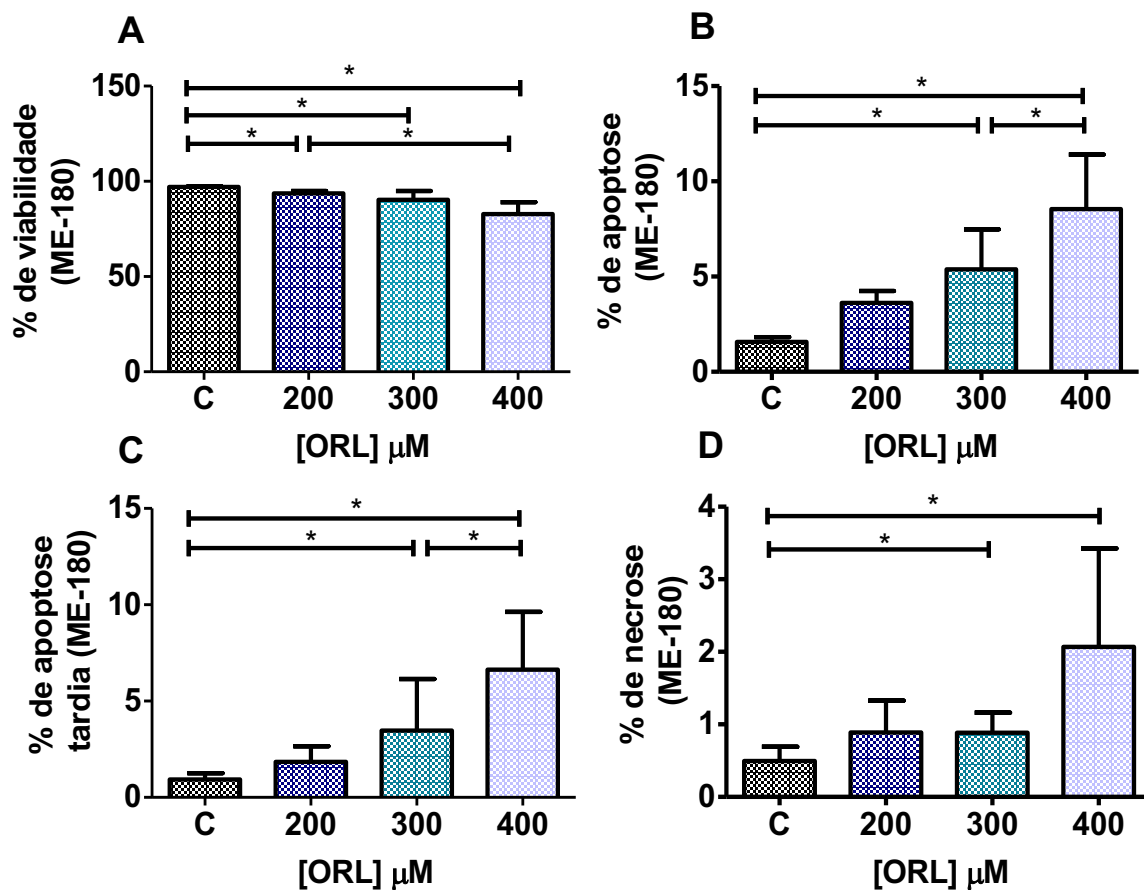 A
% de viabilidade
(ME-180)
150
100
50
0
*
*
*
*
C 200 300 400
[ORL] μM
B
% de apoptose
(ME-180)
15
10
5
0
*
*
*
C 200 300 400
[ORL] μM
C
% de apoptose
tardia (ME-180)
15
10
5
0
*
*
*
C 200 300 400
[ORL] μM
D
% de necrose
(ME-180)
4
3
2
1
0
*
*
C 200 300 400
[ORL] μM